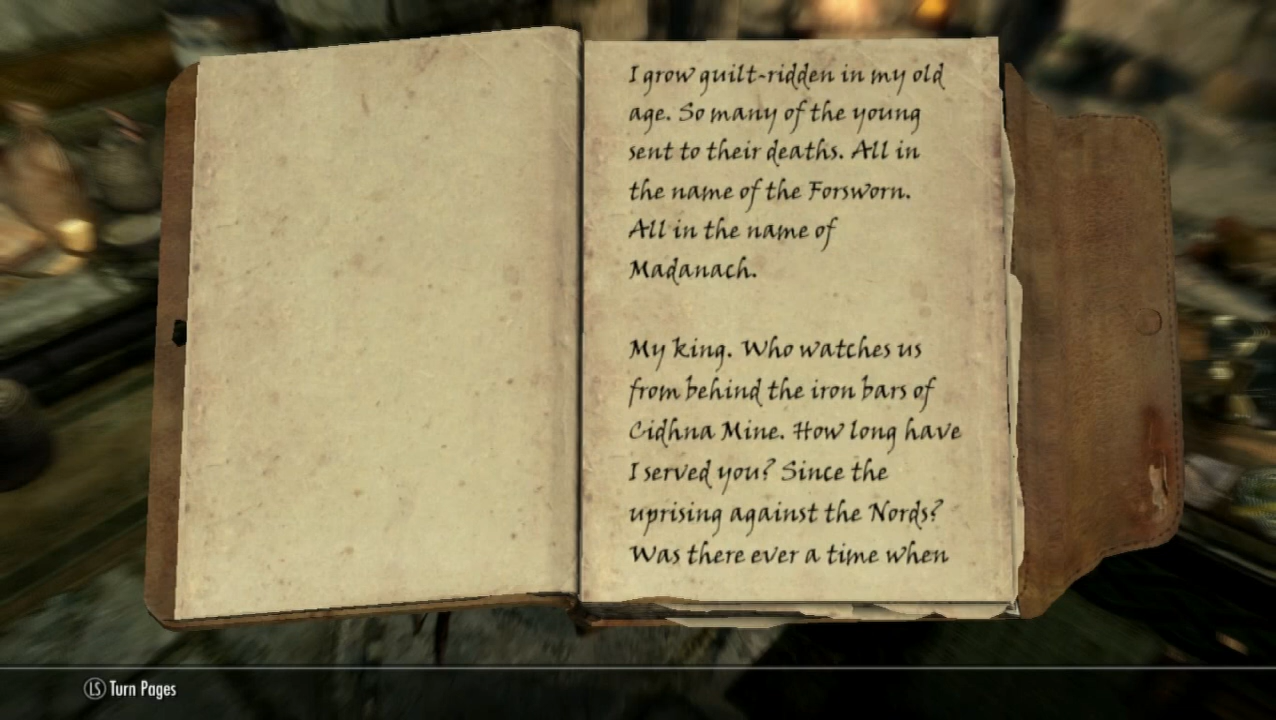 I grow guilt-ridden in my old
age. So many of the young
sent to their deaths. All in
the name of the Forsworn.
All in the name of
Madanach.
My king. Who watches us
from behind the iron bars of
Cidhna Mine. How long have
I served you? Since the
uprising against the Nords?
Was there ever a time when
LS Turn Pages